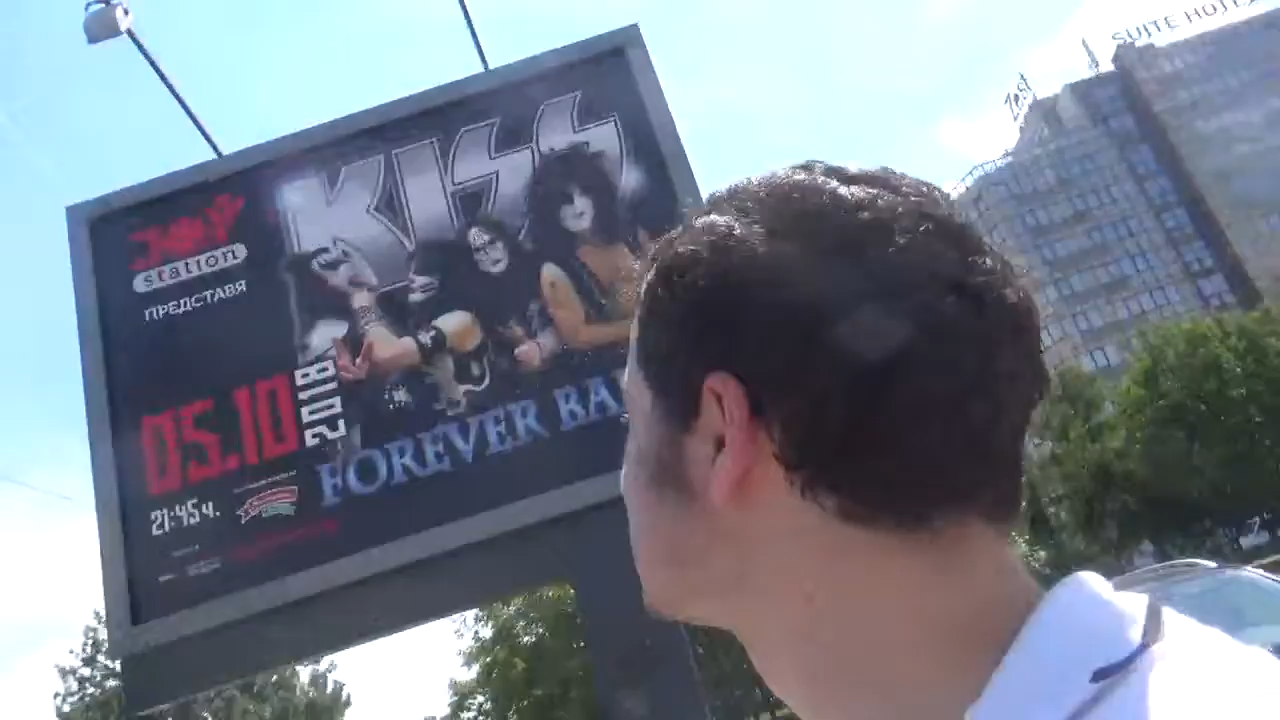 SUITE HOTEL
Zest
KISS
station
ПРЕДСТАВЯ
05.10
2018
FOREVER BA
21:45 ч.